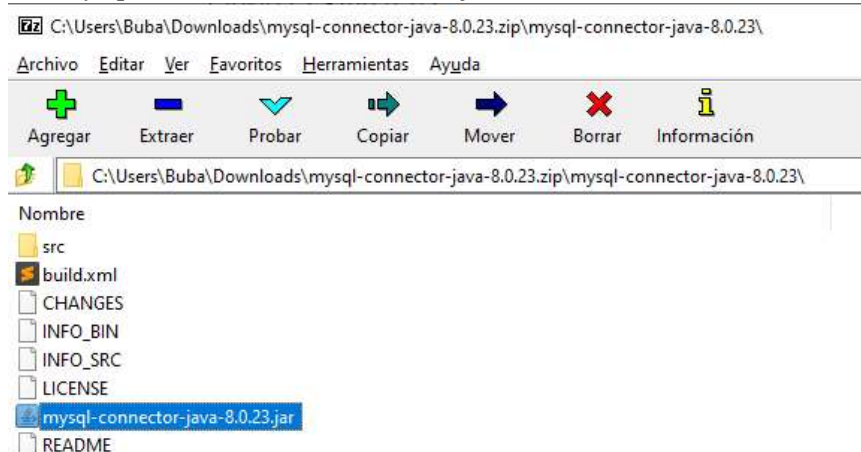 C:\Users\Buba\Downloads\mysql-connector-java-8.0.23.zip\mysql-connector-java-8.0.23\
Archivo Editar Ver Favoritos Herramientas Ayuda
Agregar Extraer Probar Copiar Mover Borrar Información
C:\Users\Buba\Downloads\mysql-connector-java-8.0.23.zip\mysql-connector-java-8.0.23\
Nombre
src
build.xml
CHANGES
INFO_BIN
INFO_SRC
LICENSE
mysql-connector-java-8.0.23.jar
README